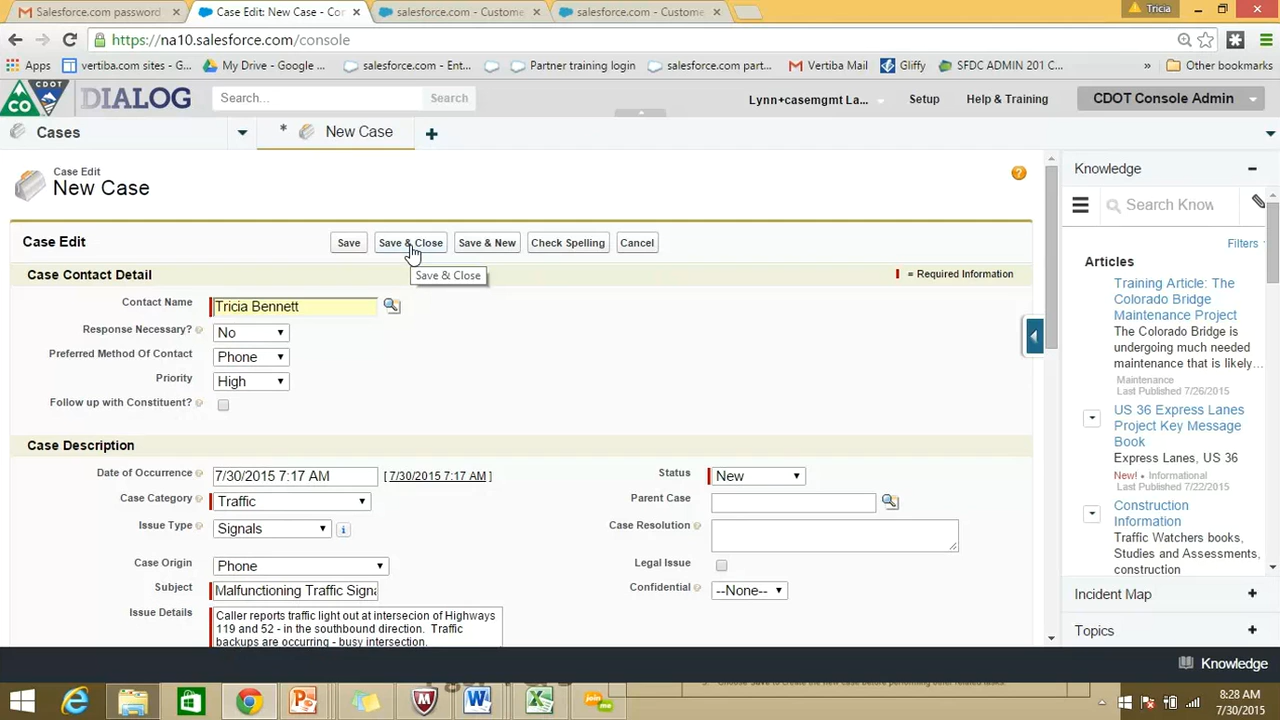 Salesforce.com password
Case Edit: New Case - Co
salesforce.com - Custome
salesforce.com - Custome
Tricia
https://na10.salesforce.com/console
Apps
vertiba.com sites - G...
My Drive - Google ...
salesforce.com - Ent...
Partner training login
salesforce.com part...
Vertiba Mail
Gliffy
SFDC ADMIN 201 C...
»
Other bookmarks
CO
CDOT
DIALOG
Search...
Search
Lynn+casemgmt La...
Setup
Help & Training
CDOT Console Admin
Cases
* New Case
Case Edit
New Case
Case Edit
Save
Save & Close
Save & New
Check Spelling
Cancel
Save & Close
Case Contact Detail
= Required Information
Contact Name Tricia Bennett
Response Necessary? No
Preferred Method Of Contact Phone
Priority High
Follow up with Constituent?
Case Description
Date of Occurrence 7/30/2015 7:17 AM [ 7/30/2015 7:17 AM ]
Case Category Traffic
Issue Type Signals
Case Origin Phone
Subject Malfunctioning Traffic Signa
Issue Details
Caller reports traffic light out at intersecion of Highways
119 and 52 - in the southbound direction. Traffic
backups are occurring - busy intersection.
Status New
Parent Case
Case Resolution
Legal Issue
Confidential --None--
Knowledge
Search Know
Filters
Articles
Training Article: The
Colorado Bridge
Maintenance Project
The Colorado Bridge is
undergoing much needed
maintenance that is likely...
Maintenance
Last Published 7/26/2015
US 36 Express Lanes
Project Key Message
Book
Express Lanes, US 36
New! • Informational
Last Published 7/22/2015
Construction
Information
Traffic Watchers books,
Studies and Assessments,
construction
Incident Map
Topics
Knowledge
join.me
8:28 AM
7/30/2015